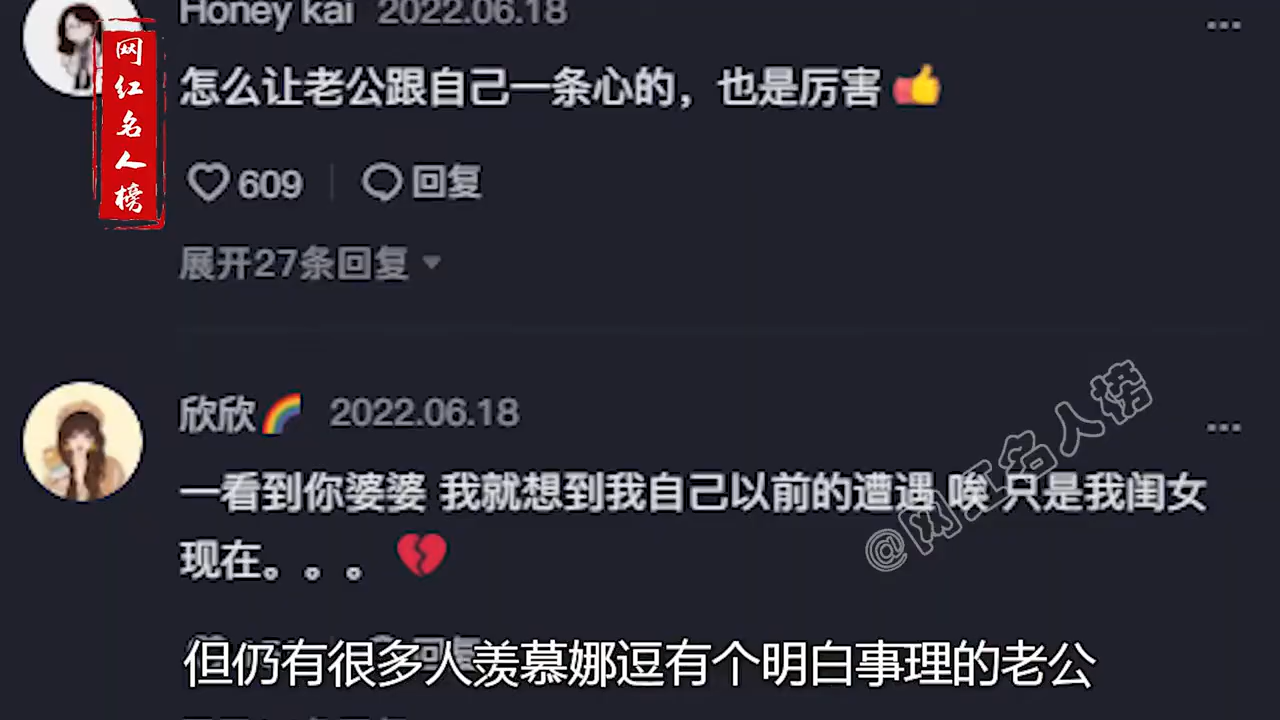 Honey kai 2022.06.18
网红名人榜
怎么让老公跟自己一条心的，也是厉害👍
609 回复
展开27条回复
欣欣🌈 2022.06.18
一看到你婆婆 我就想到我自己以前的遭遇 唉 只是我闺女
现在。。。💔
@网红名人榜
回复
但仍有很多人羡慕娜逗有个明白事理的老公